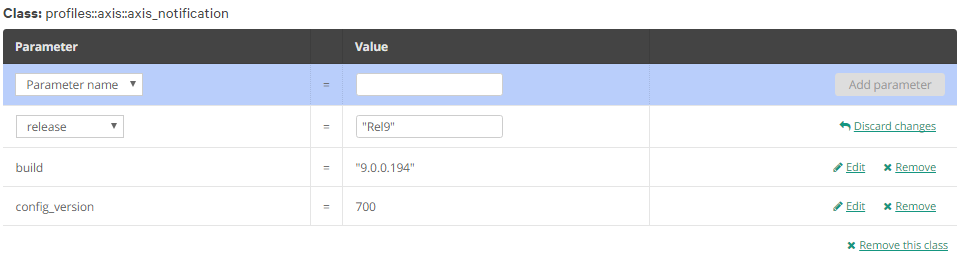 Class: profiles::axis::axis_notification
Parameter Value
Parameter name = Add parameter
release = "Rel9" Discard changes
build = "9.0.0.194" Edit Remove
config_version = 700 Edit Remove
Remove this class